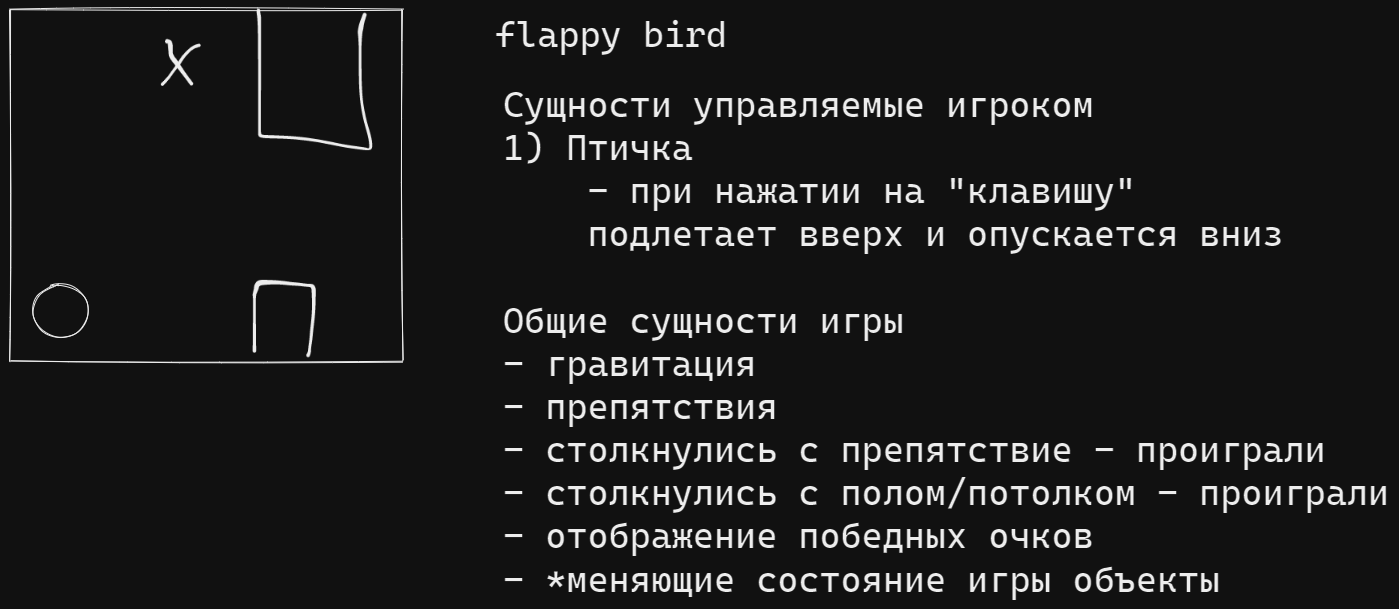 x
flappy bird
Сущности управляемые игроком
1) Птичка
- при нажатии на "клавишу"
подлетает вверх и опускается вниз
Общие сущности игры
- гравитация
- препятствия
- столкнулись с препятствие - проиграли
- столкнулись с полом/потолком - проиграли
- отображение победных очков
- *меняющие состояние игры объекты